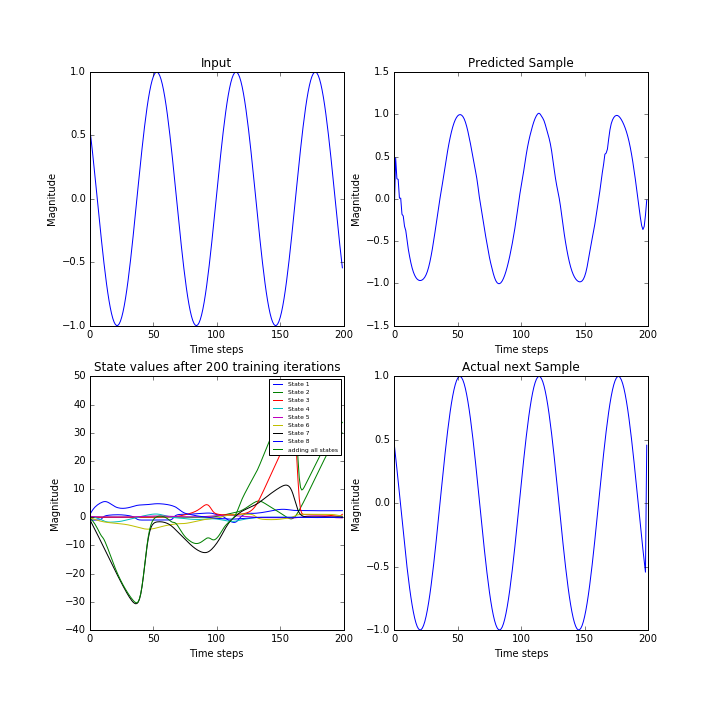 Input
1.0
0.5
0.0
−0.5
−1.0
Magnitude
0
50
100
150
200
Time steps
Predicted Sample
1.5
1.0
0.5
0.0
−0.5
−1.0
−1.5
Magnitude
0
50
100
150
200
Time steps
State values after 200 training iterations
50
40
30
20
10
0
−10
−20
−30
−40
Magnitude
State 1
State 2
State 3
State 4
State 5
State 6
State 7
State 8
adding all states
0
50
100
150
200
Time steps
Actual next Sample
1.0
0.5
0.0
−0.5
−1.0
Magnitude
0
50
100
150
200
Time steps